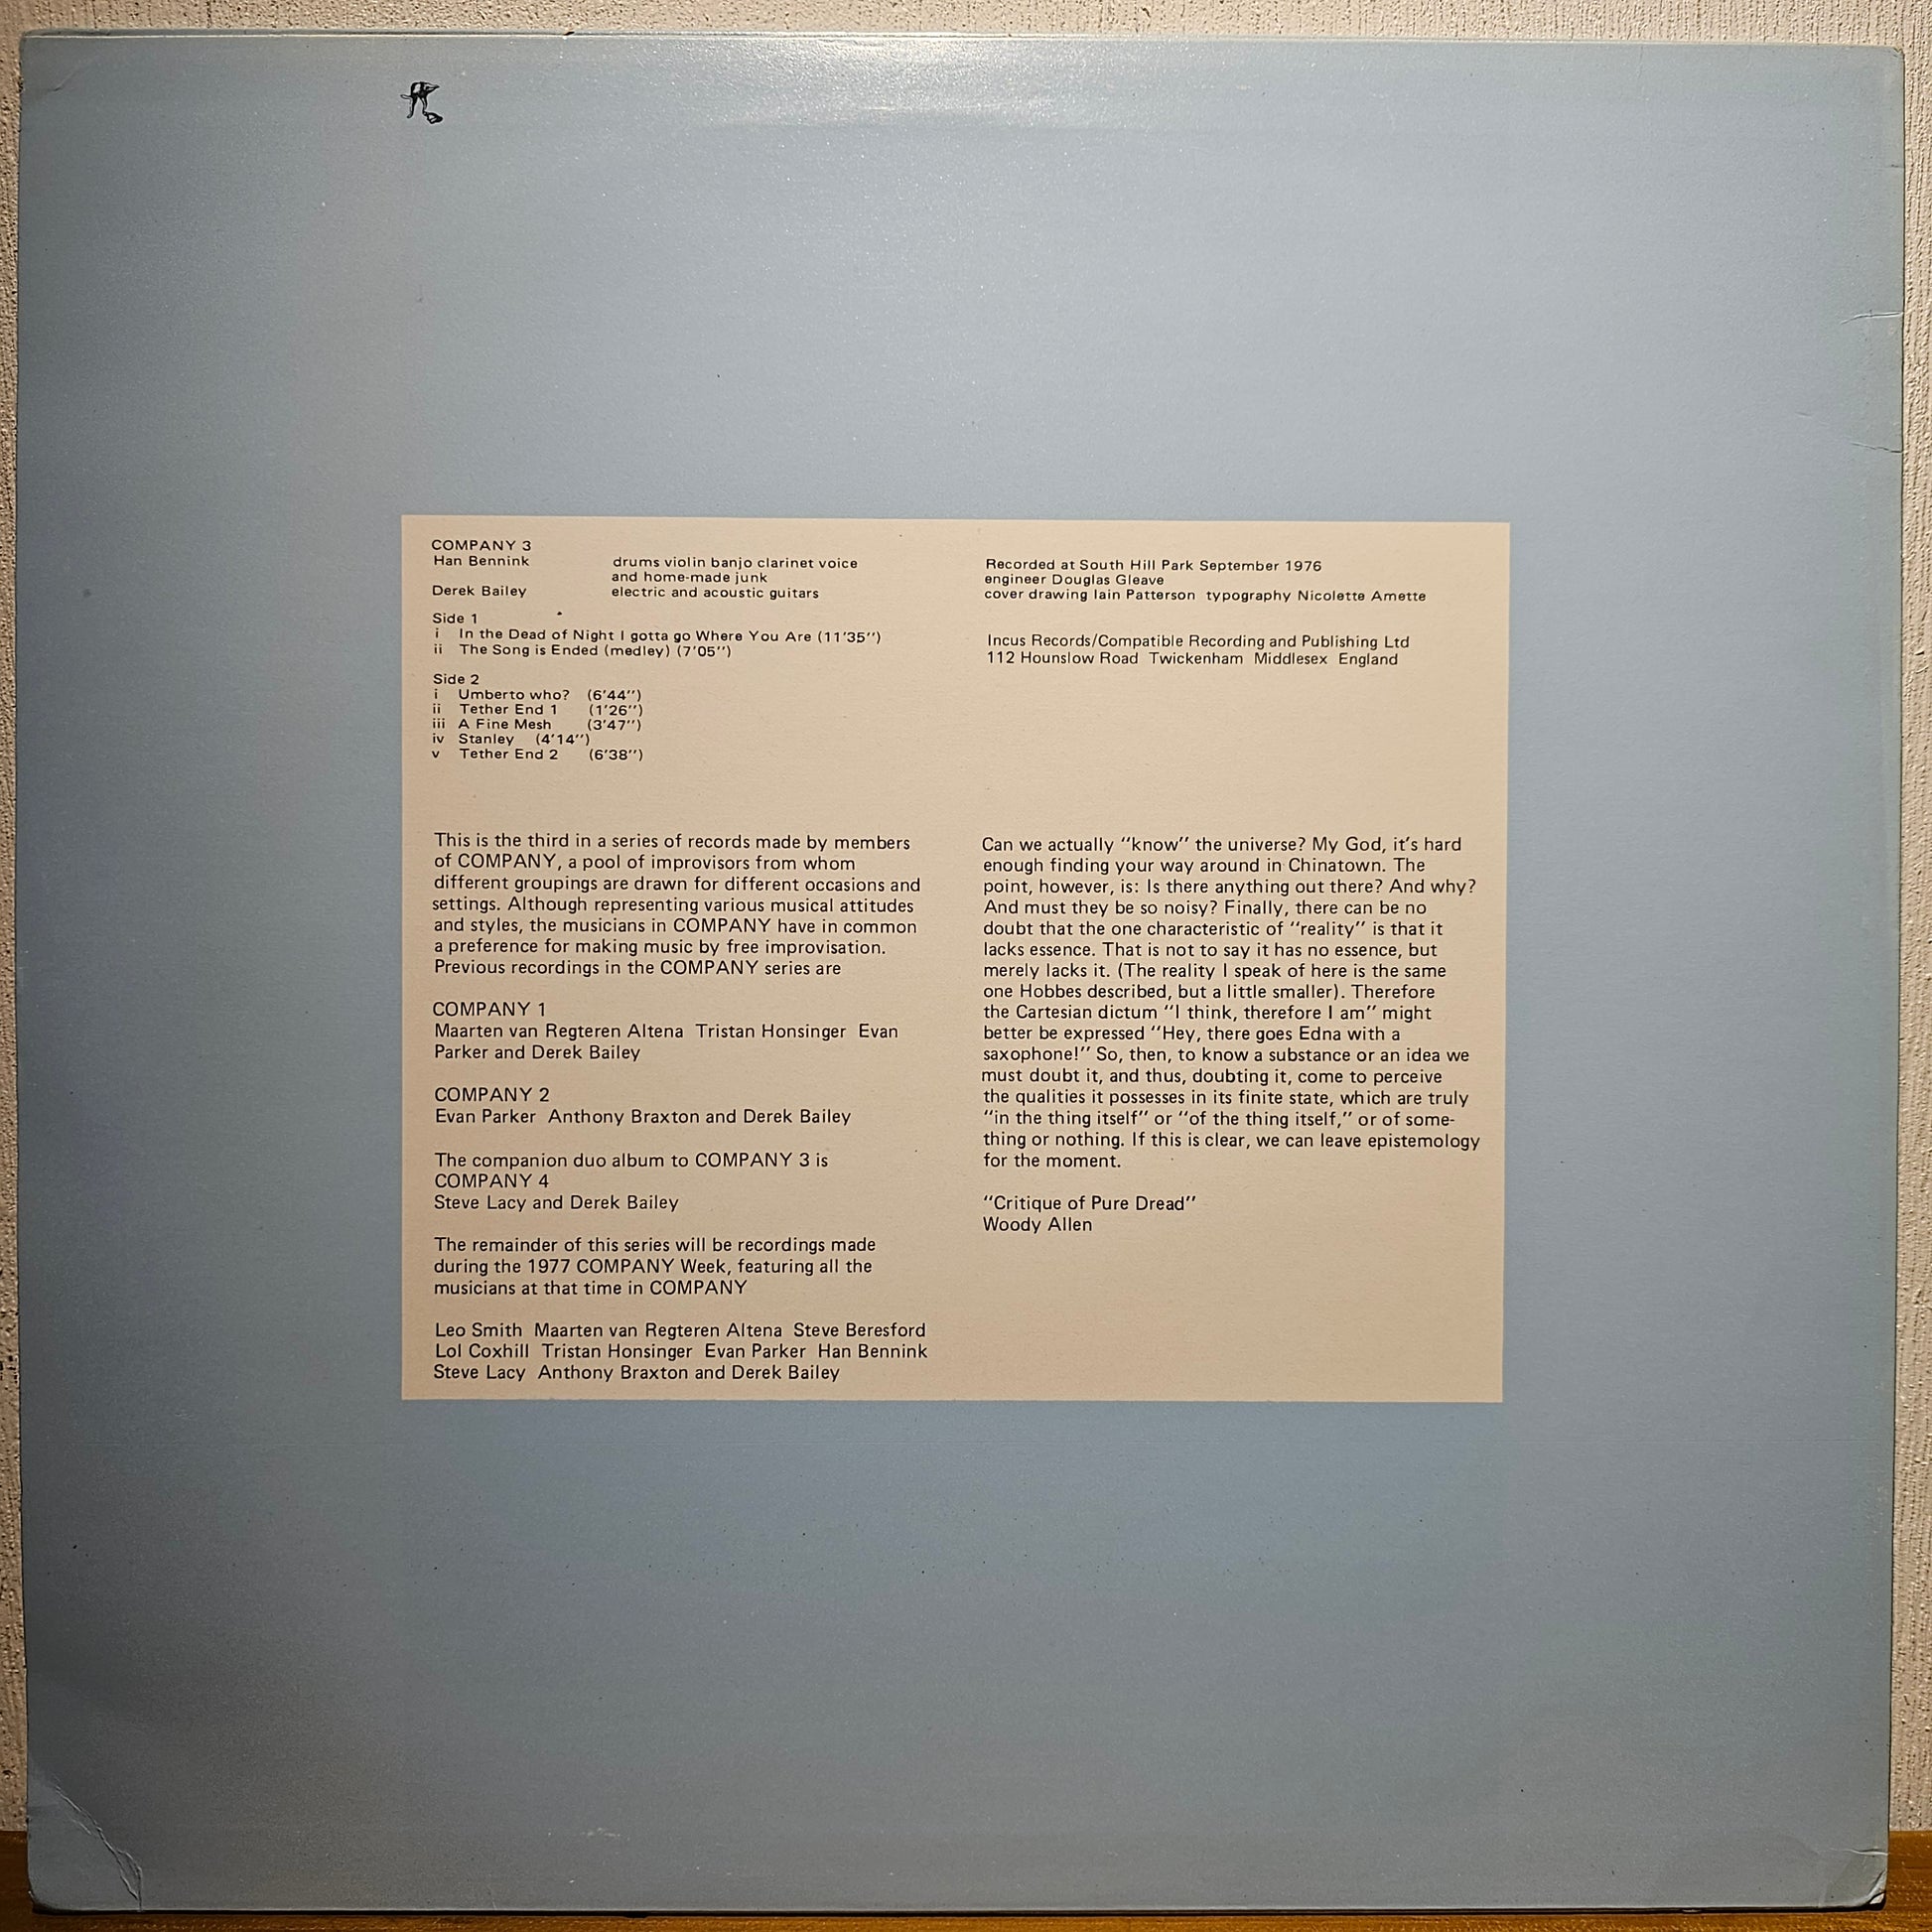 COMPANY 3
Han Bennink drums violin banjo clarinet voice
and home-made junk
Derek Bailey electric and acoustic guitars
Side 1
i In the Dead of Night I gotta go Where You Are (11'35'')
ii The Song is Ended (medley) (7'05'')
Side 2
i Umberto who? (6'44'')
ii Tether End 1 (1'26'')
iii A Fine Mesh (3'47'')
iv Stanley (4'14'')
v Tether End 2 (6'38'')
Recorded at South Hill Park September 1976
engineer Douglas Gleave
cover drawing Iain Patterson typography Nicolette Amette
Incus Records/Compatible Recording and Publishing Ltd
112 Hounslow Road Twickenham Middlesex England
This is the third in a series of records made by members
of COMPANY, a pool of improvisors from whom
different groupings are drawn for different occasions and
settings. Although representing various musical attitudes
and styles, the musicians in COMPANY have in common
a preference for making music by free improvisation.
Previous recordings in the COMPANY series are
COMPANY 1
Maarten van Regteren Altena Tristan Honsinger Evan
Parker and Derek Bailey
COMPANY 2
Evan Parker Anthony Braxton and Derek Bailey
The companion duo album to COMPANY 3 is
COMPANY 4
Steve Lacy and Derek Bailey
The remainder of this series will be recordings made
during the 1977 COMPANY Week, featuring all the
musicians at that time in COMPANY
Leo Smith Maarten van Regteren Altena Steve Beresford
Lol Coxhill Tristan Honsinger Evan Parker Han Bennink
Steve Lacy Anthony Braxton and Derek Bailey
Can we actually ''know'' the universe? My God, it's hard
enough finding your way around in Chinatown. The
point, however, is: Is there anything out there? And why?
And must they be so noisy? Finally, there can be no
doubt that the one characteristic of ''reality'' is that it
lacks essence. That is not to say it has no essence, but
merely lacks it. (The reality I speak of here is the same
one Hobbes described, but a little smaller). Therefore
the Cartesian dictum ''I think, therefore I am'' might
better be expressed ''Hey, there goes Edna with a
saxophone!'' So, then, to know a substance or an idea we
must doubt it, and thus, doubting it, come to perceive
the qualities it possesses in its finite state, which are truly
''in the thing itself'' or ''of the thing itself,'' or of some-
thing or nothing. If this is clear, we can leave epistemology
for the moment.
''Critique of Pure Dread''
Woody Allen